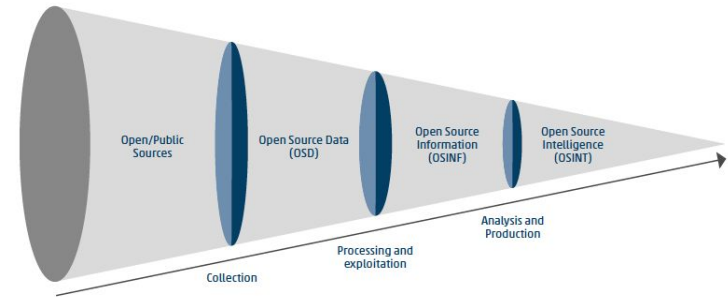 Open/Public
Sources
Open Source Data
(OSD)
Open Source
Information
(OSINF)
Open Source
Intelligence
(OSINT)
Collection
Processing and
exploitation
Analysis and
Production